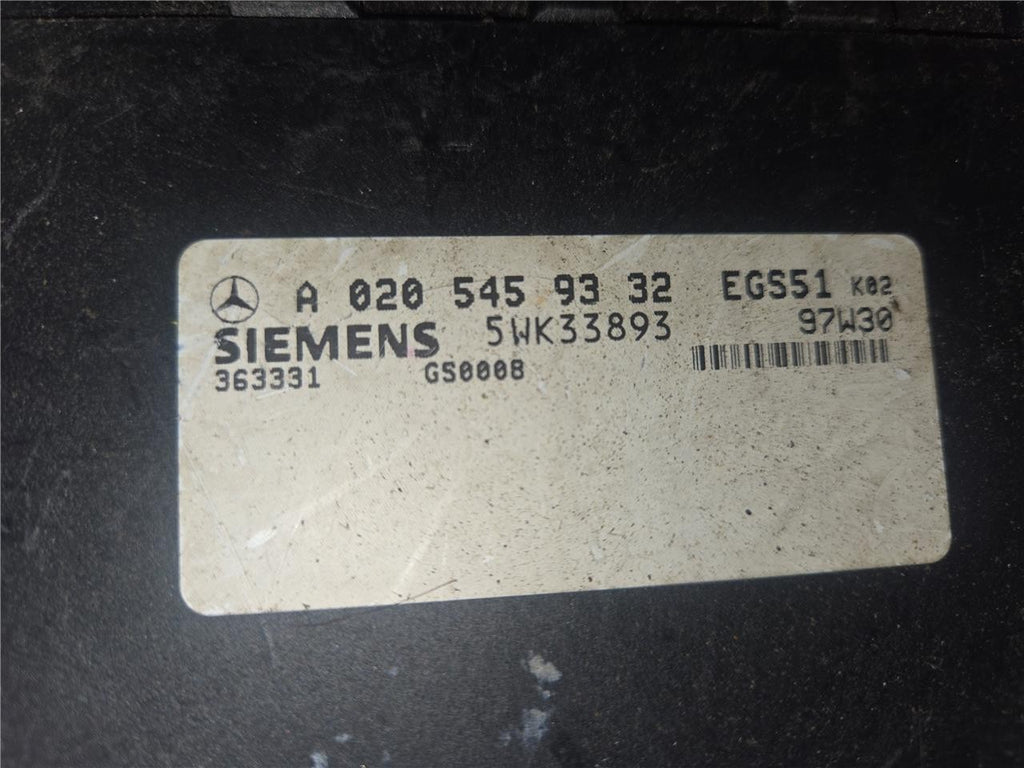 A 020 545 93 32 EGS51 K02
SIEMENS 5WK33893 97W30
363331 GS0008